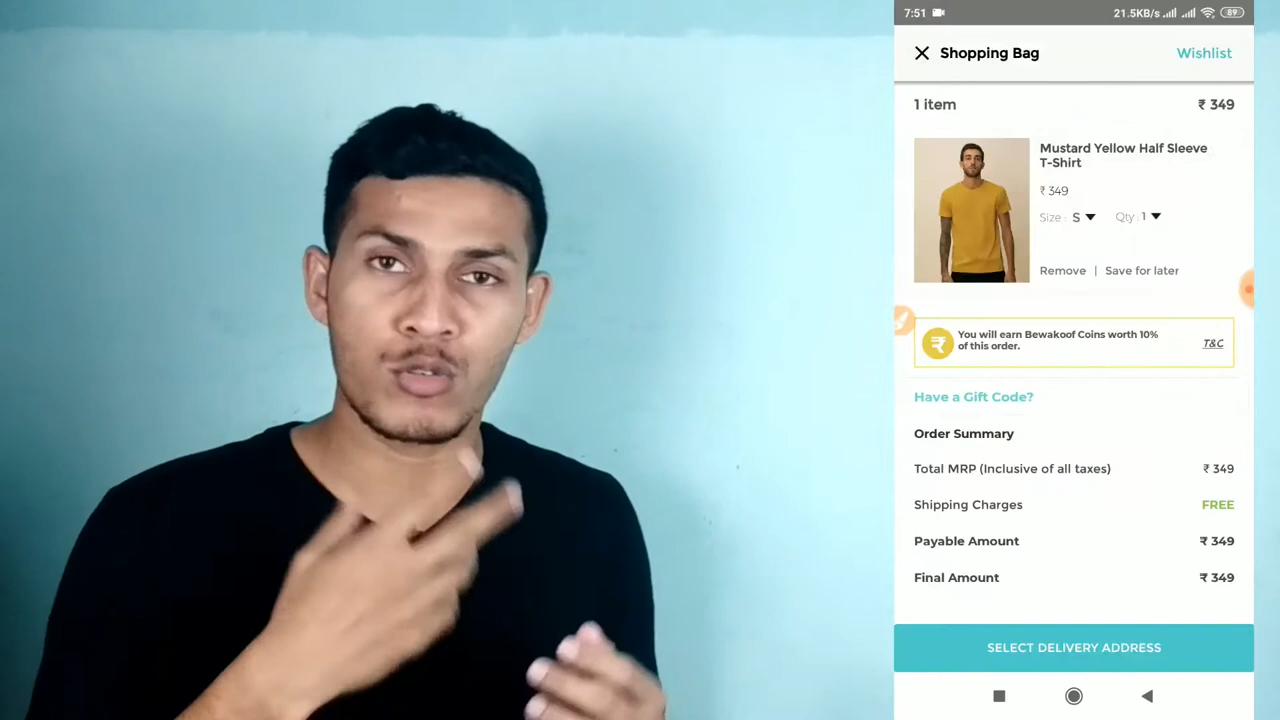 7:51 21.5KB/s 89
Shopping Bag Wishlist
1 item ₹ 349
Mustard Yellow Half Sleeve
T-Shirt
₹ 349
Size : S Qty : 1
Remove | Save for later
You will earn Bewakoof Coins worth 10%
of this order.
T&C
Have a Gift Code?
Order Summary
Total MRP (Inclusive of all taxes) ₹ 349
Shipping Charges FREE
Payable Amount ₹ 349
Final Amount ₹ 349
SELECT DELIVERY ADDRESS